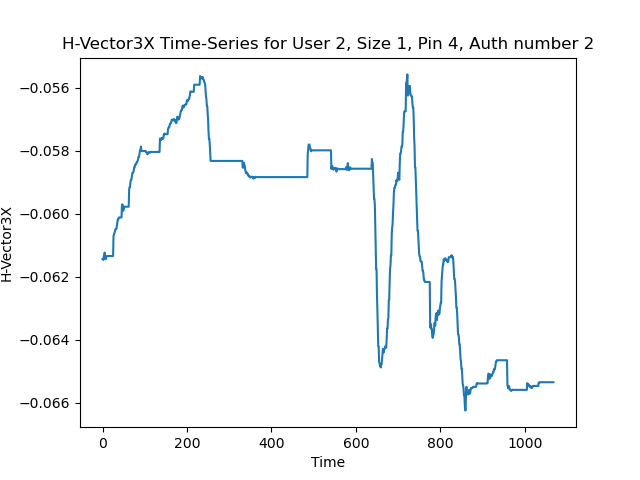 H-Vector3X Time-Series for User 2, Size 1, Pin 4, Auth number 2
−0.056
−0.058
−0.060
−0.062
−0.064
−0.066
H-Vector3X
0 200 400 600 800 1000
Time